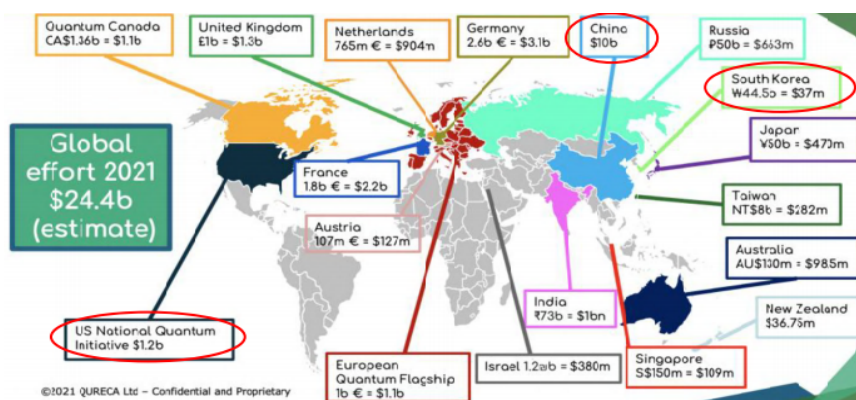 Quantum Canada
CA$1.36b = $1.1b
United Kingdom
£1b = $1.3b
Netherlands
765m € = $904m
Germany
2.6b € = $3.1b
China
$10b
Russia
₽50b = $663m
South Korea
₩44.5b = $37m
Japan
¥50b = $470m
Global
effort 2021
$24.4b
(estimate)
France
1.8b € = $2.2b
Taiwan
NT$8b = $282m
Austria
107m € = $127m
Australia
AU$130m = $98.5m
India
₹73b = $1bn
New Zealand
$36.75m
US National Quantum
Initiative $1.2b
European
Quantum Flagship
1b € = $1.1b
Israel = $380m
Singapore
S$150m = $109m
©2021 QURECA Ltd – Confidential and Proprietary